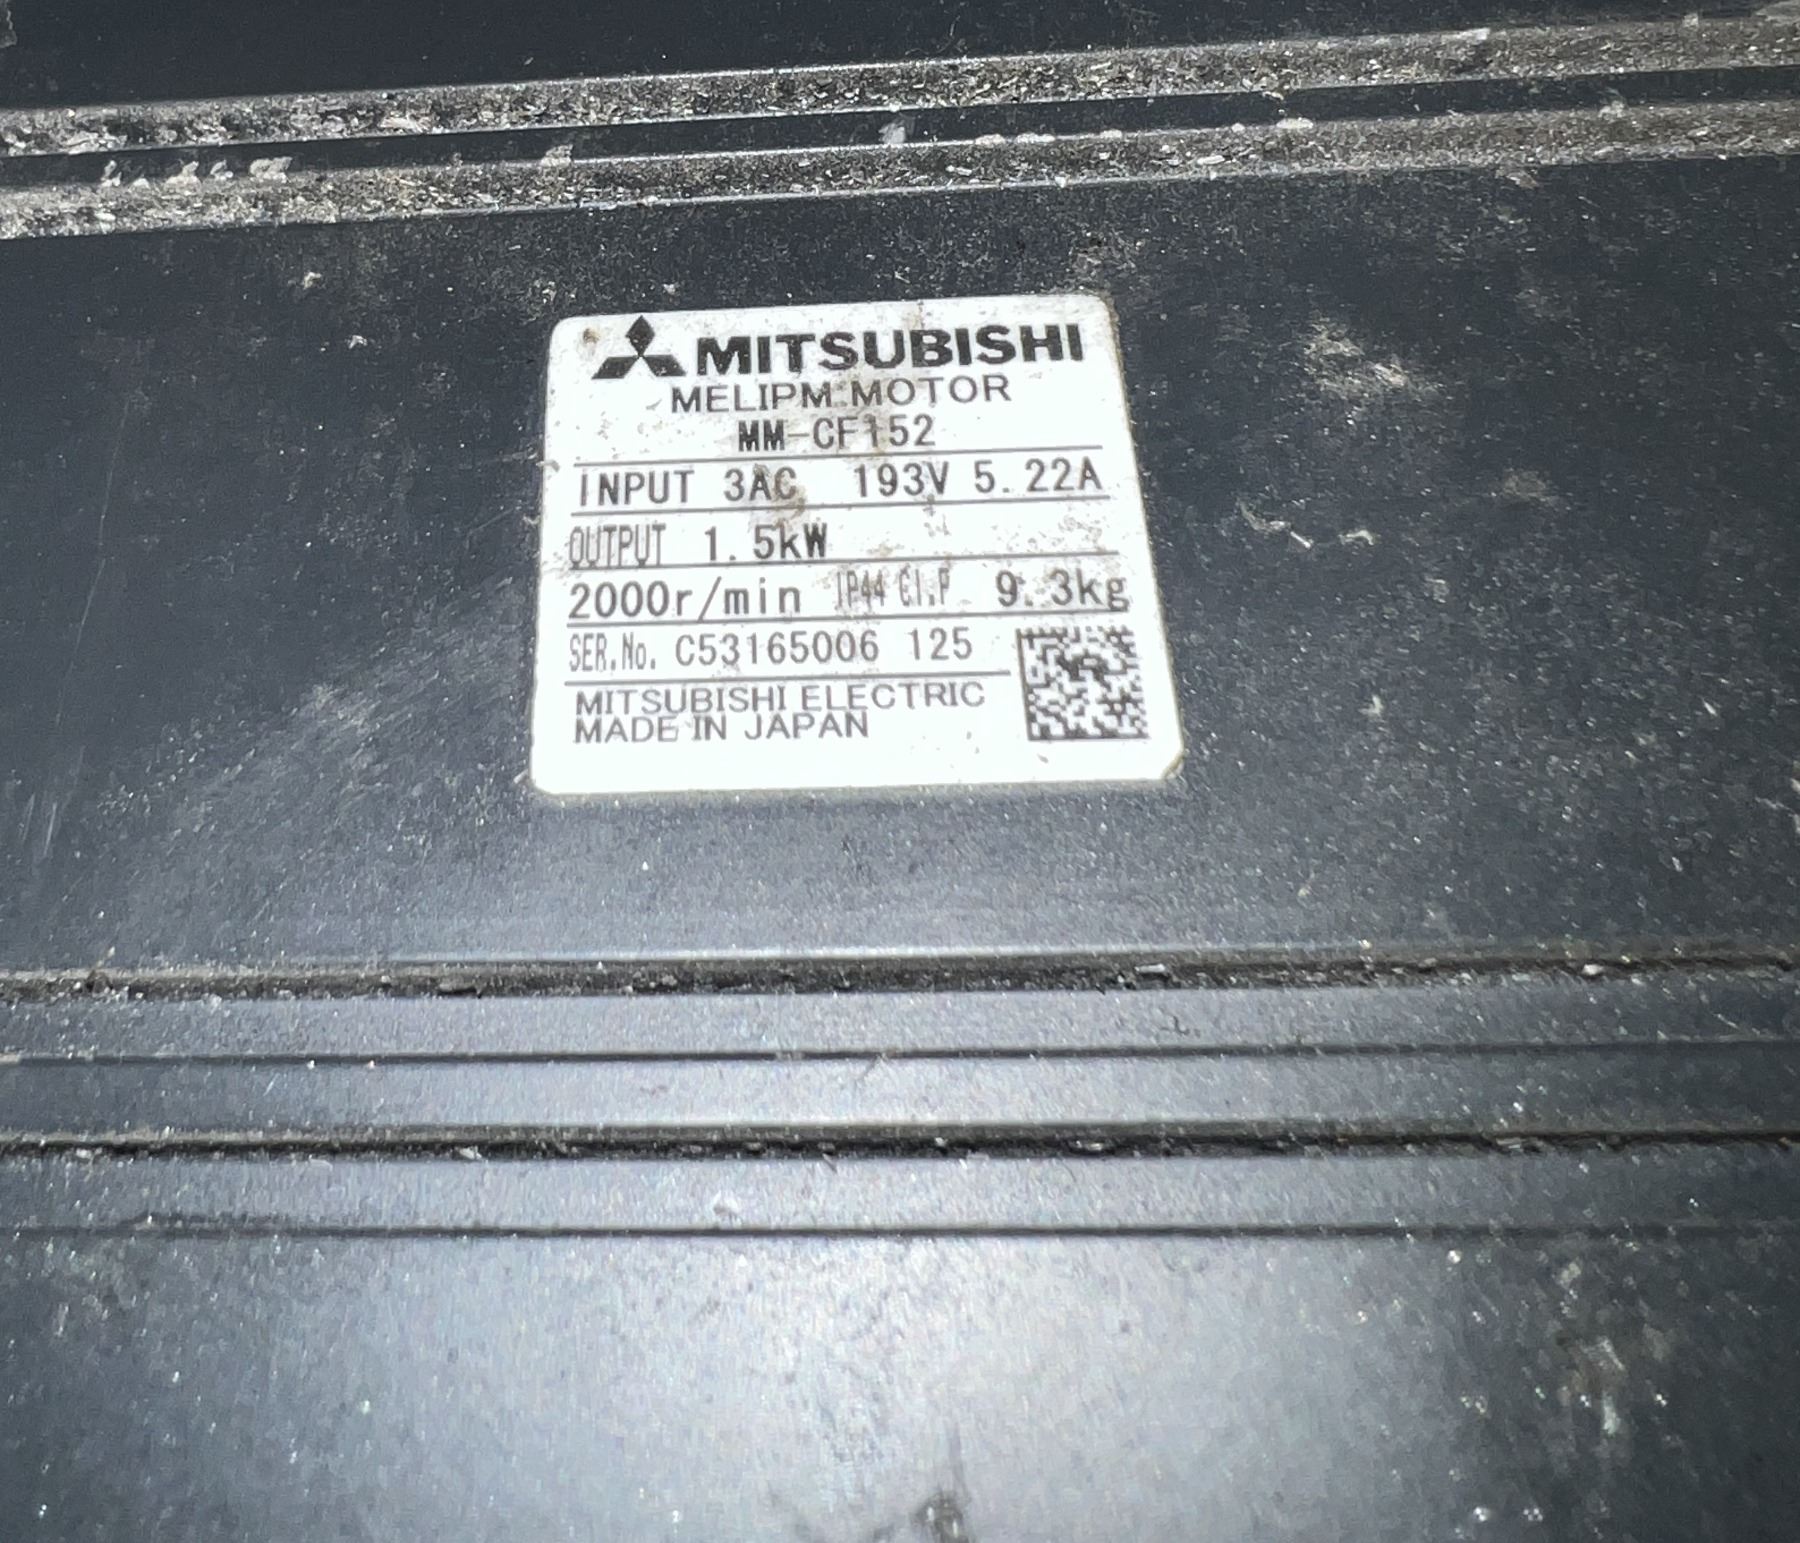 MITSUBISHI
MELIPM MOTOR
MM-CF152
INPUT 3AC 193V 5.22A
OUTPUT 1.5kW
2000r/min IP44 Cl.F 9.3kg
SER.No. C53165006 125
MITSUBISHI ELECTRIC
MADE IN JAPAN